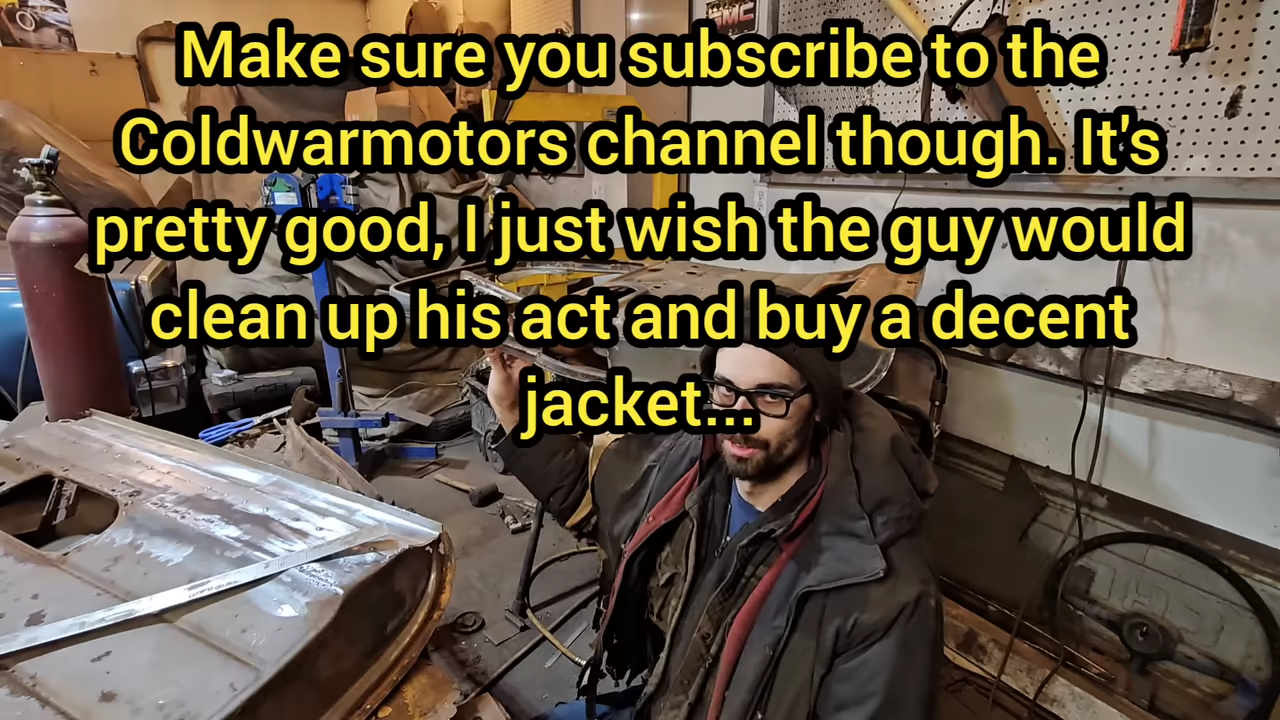 GMC
Make sure you subscribe to the
Coldwarmotors channel though. It's
pretty good, I just wish the guy would
clean up his act and buy a decent
jacket...